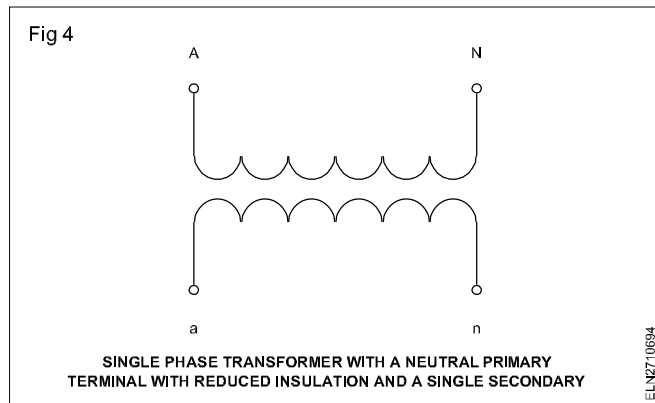 Fig 4
A N
a n
SINGLE PHASE TRANSFORMER WITH A NEUTRAL PRIMARY
TERMINAL WITH REDUCED INSULATION AND A SINGLE SECONDARY
ELN2710694